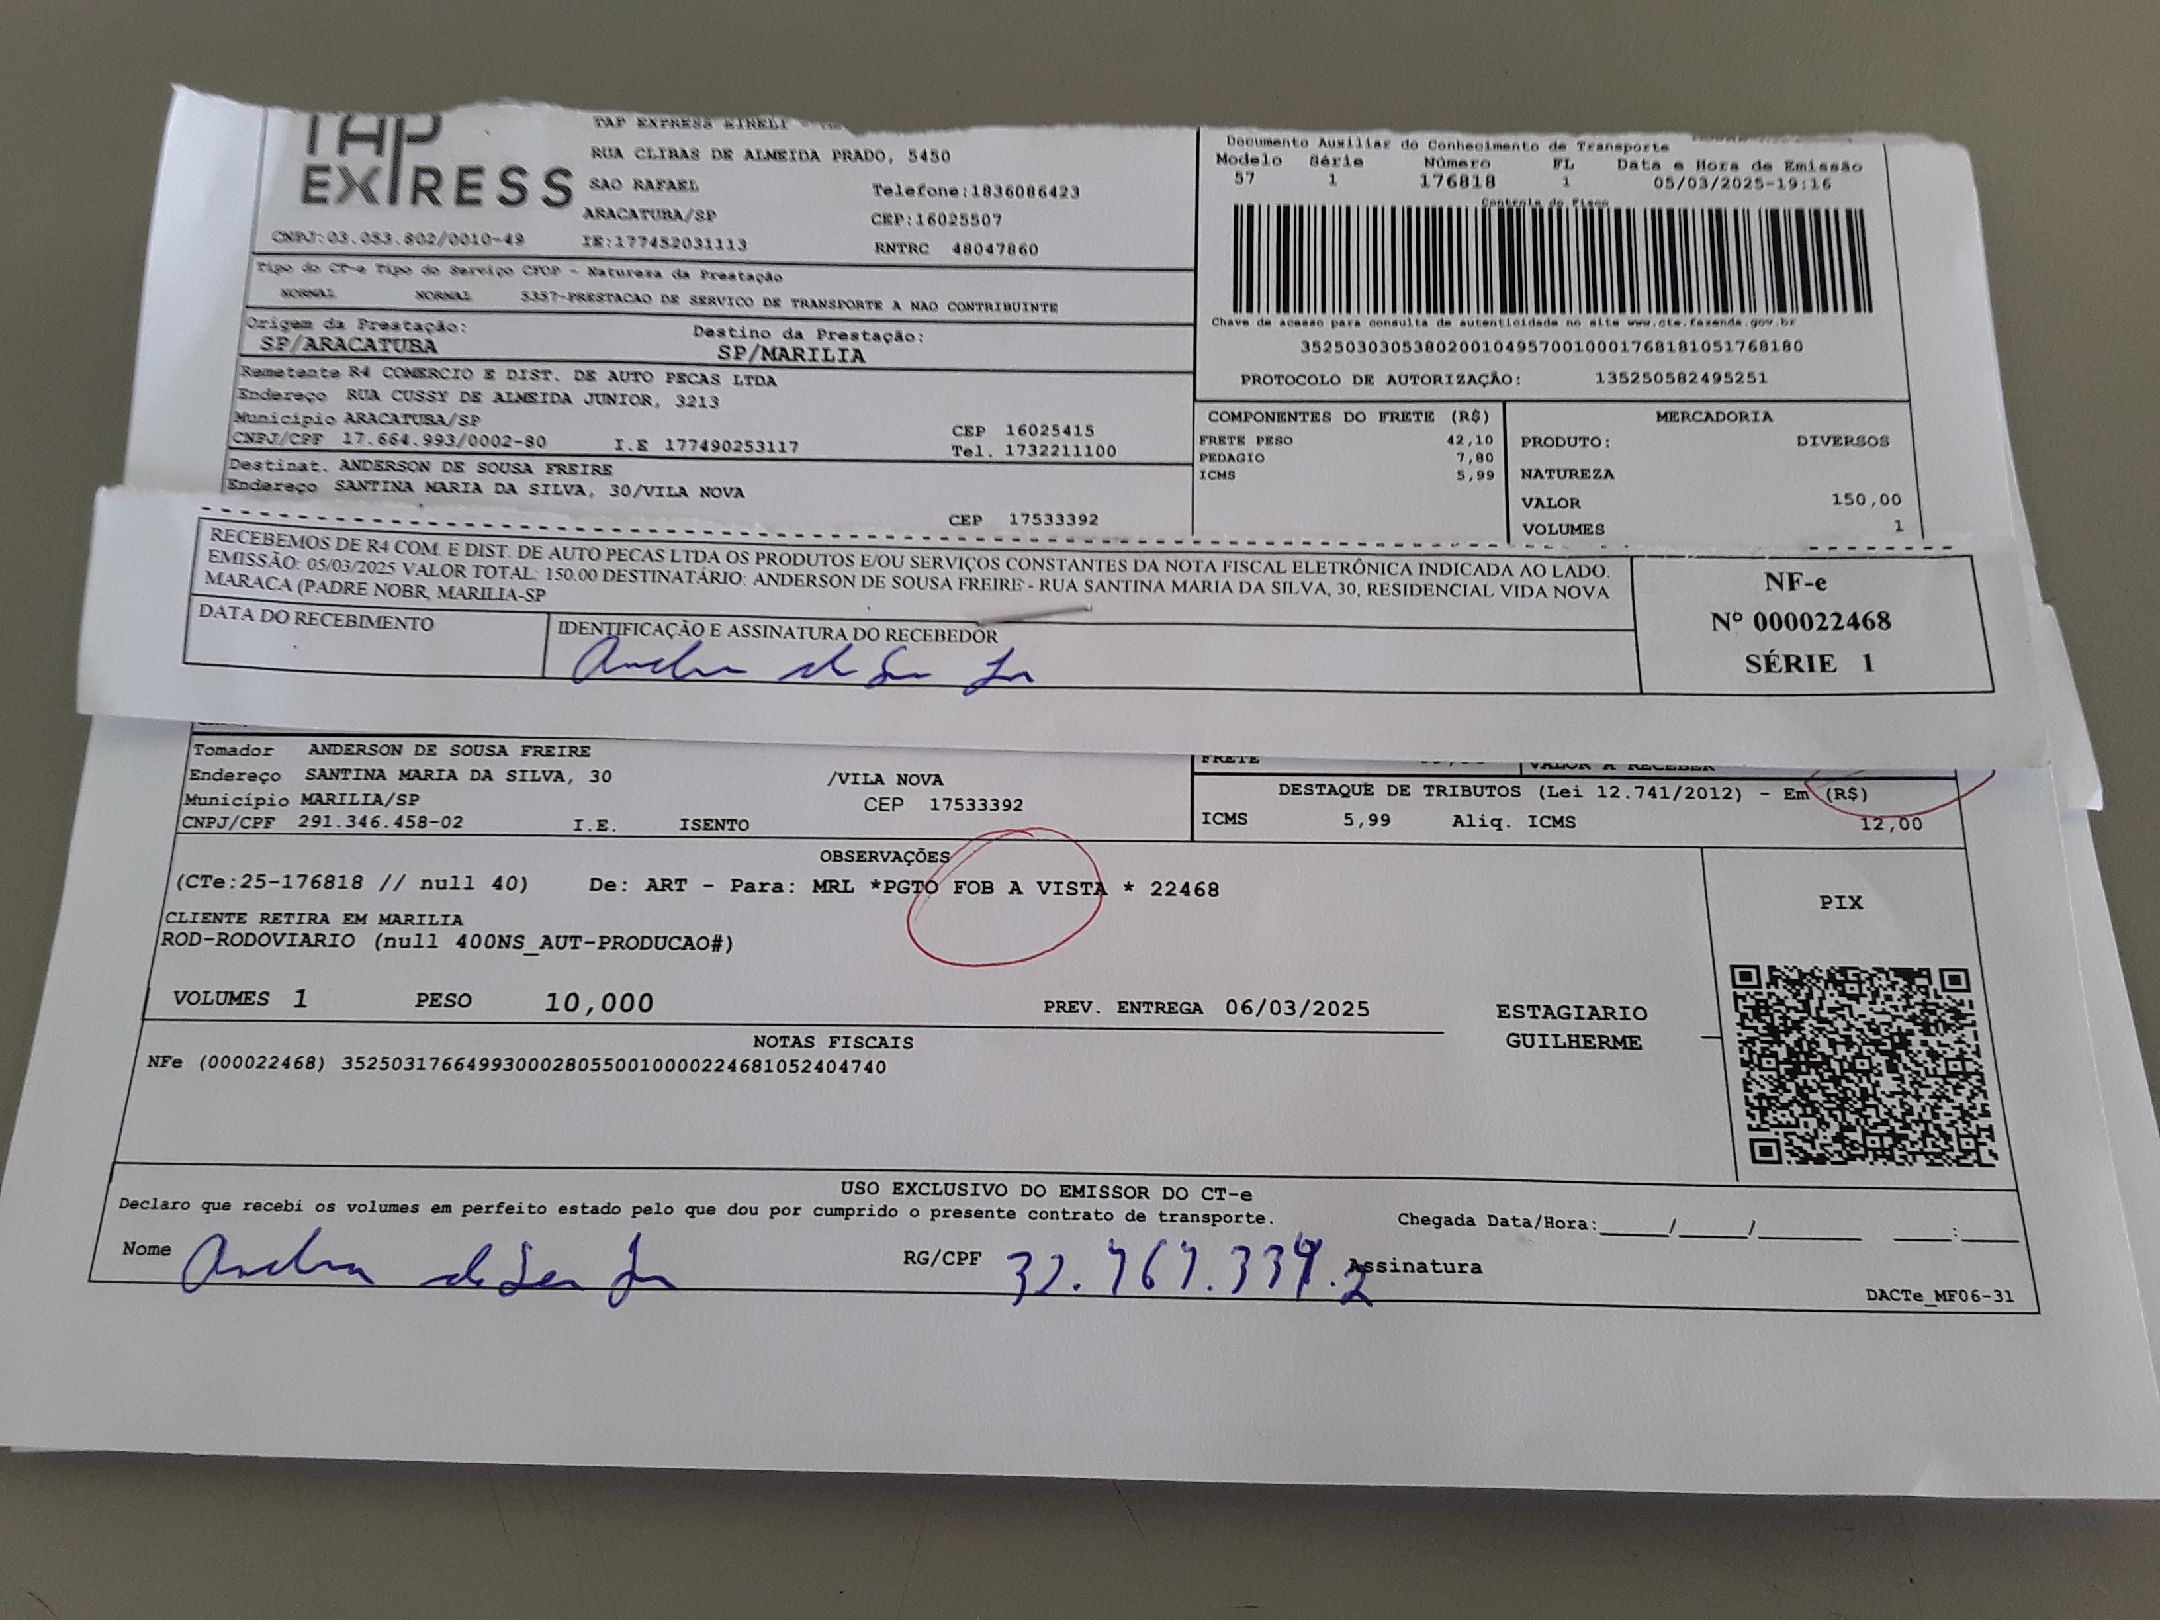 TAP
EXPRESS
TAP EXPRESS EIRELI
RUA CLIBAS DE ALMEIDA PRADO, 5450
SAO RAFAEL
Telefone:1836086423
ARACATUBA/SP
CEP:16025507
CNPJ:03.053.802/0010-49 IE:177452031113
RNTRC 48047860
Documento Auxiliar do Conhecimento de Transporte
Modelo Série Número FL Data e Hora de Emissão
57 1 176818 1 05/03/2025-19:16
Controle do Fisco
Chave de acesso para consulta de autenticidade no site www.cte.fazenda.gov.br
35250303053802001049570010001768181051768180
PROTOCOLO DE AUTORIZAÇÃO: 135250582495251
Tipo do CT-e Tipo do Serviço CFOP - Natureza da Prestação
NORMAL NORMAL 5357-PRESTACAO DE SERVICO DE TRANSPORTE A NAO CONTRIBUINTE
Origem da Prestação: Destino da Prestação:
SP/ARACATUBA SP/MARILIA
Remetente R4 COMERCIO E DIST. DE AUTO PECAS LTDA
Endereço RUA CUSSY DE ALMEIDA JUNIOR, 3213
Município ARACATUBA/SP CEP 16025415
CNPJ/CPF 17.664.993/0002-80 I.E 177490253117 Tel. 1732211100
Destinat. ANDERSON DE SOUSA FREIRE
Endereço SANTINA MARIA DA SILVA, 30/VILA NOVA
CEP 17533392
COMPONENTES DO FRETE (R$)
FRETE PESO 42,10
PEDAGIO 7,80
ICMS 5,99
MERCADORIA
PRODUTO: DIVERSOS
NATUREZA
VALOR 150,00
VOLUMES 1
RECEBEMOS DE R4 COM. E DIST. DE AUTO PECAS LTDA OS PRODUTOS E/OU SERVIÇOS CONSTANTES DA NOTA FISCAL ELETRÔNICA INDICADA AO LADO.
EMISSÃO: 05/03/2025 VALOR TOTAL: 150.00 DESTINATÁRIO: ANDERSON DE SOUSA FREIRE - RUA SANTINA MARIA DA SILVA, 30, RESIDENCIAL VIDA NOVA
MARACA (PADRE NOBR, MARILIA-SP
DATA DO RECEBIMENTO
IDENTIFICAÇÃO E ASSINATURA DO RECEBEDOR
NF-e
Nº 000022468
SÉRIE 1
Tomador ANDERSON DE SOUSA FREIRE
Endereço SANTINA MARIA DA SILVA, 30 /VILA NOVA
Município MARILIA/SP CEP 17533392
CNPJ/CPF 291.346.458-02 I.E. ISENTO
FRETE
VALOR A RECEBER
DESTAQUE DE TRIBUTOS (Lei 12.741/2012) - Em (R$)
ICMS 5,99 Aliq. ICMS 12,00
OBSERVAÇÕES
(CTe:25-176818 // null 40) De: ART - Para: MRL *PGTO FOB A VISTA * 22468
CLIENTE RETIRA EM MARILIA
ROD-RODOVIARIO (null 400NS_AUT-PRODUCAO#)
PIX
VOLUMES 1 PESO 10,000 PREV. ENTREGA 06/03/2025
ESTAGIARIO
GUILHERME
NOTAS FISCAIS
NFe (000022468) 35250317664993000280550010000224681052404740
USO EXCLUSIVO DO EMISSOR DO CT-e
Declaro que recebi os volumes em perfeito estado pelo que dou por cumprido o presente contrato de transporte.
Chegada Data/Hora:____/____/______ ___:___
Nome RG/CPF 32.767.339.2 Assinatura
DACTe_MF06-31